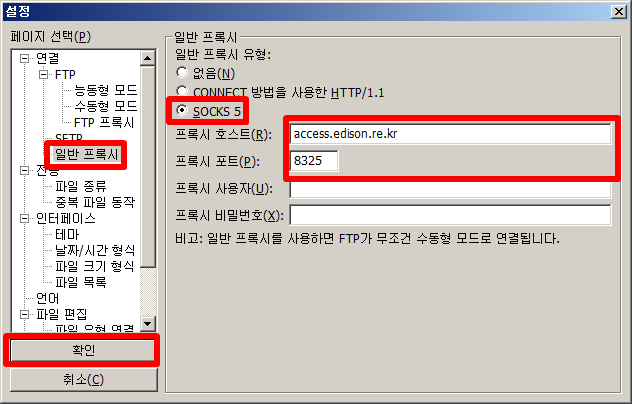 설정
페이지 선택(P)
연결
FTP
능동형 모드
수동형 모드
FTP 프록시
SFTP
일반 프록시
전송
파일 종류
중복 파일 동작
인터페이스
테마
날짜/시간 형식
파일 크기 형식
파일 목록
언어
파일 편집
파일 유형 연결
확인
취소(C)
일반 프록시
일반 프록시 유형:
없음(N)
CONNECT 방법을 사용한 HTTP/1.1
SOCKS 5
프록시 호스트(R): access.edison.re.kr
프록시 포트(P): 8325
프록시 사용자(U):
프록시 비밀번호(X):
비고: 일반 프록시를 사용하면 FTP가 무조건 수동형 모드로 연결됩니다.